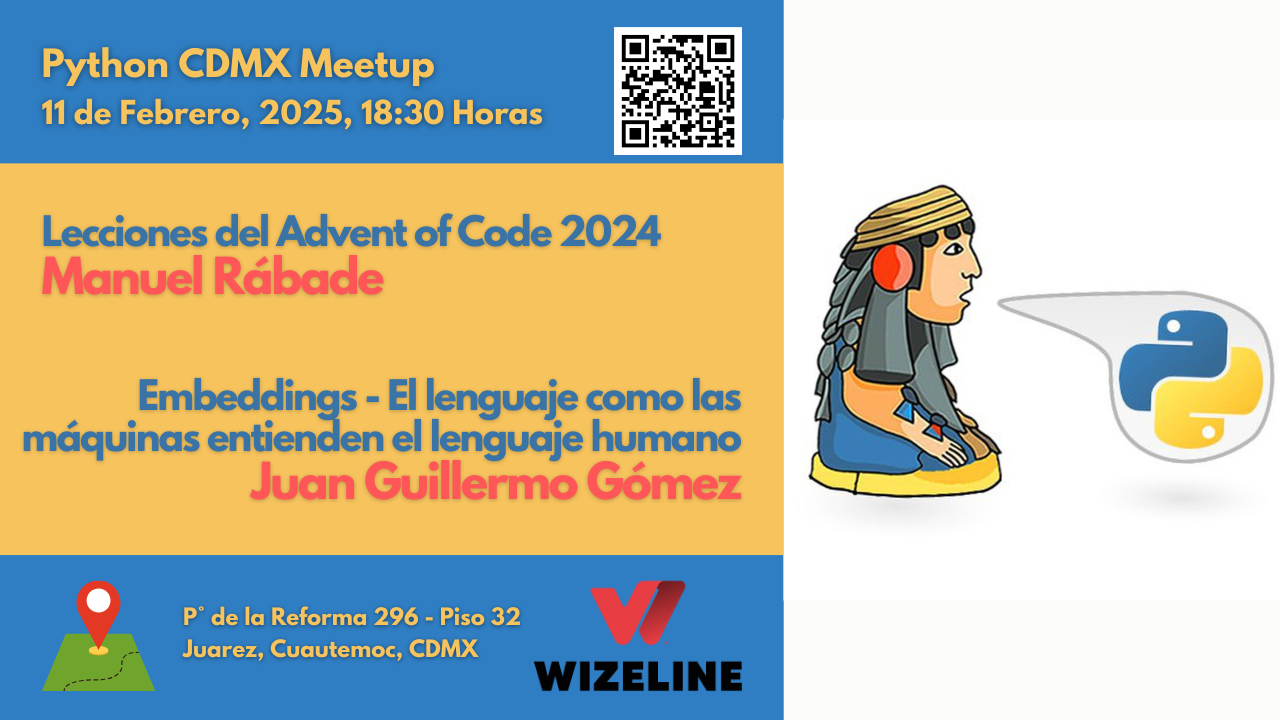 Python CDMX Meetup
11 de Febrero, 2025, 18:30 Horas
Lecciones del Advent of Code 2024
Manuel Rábade
Embeddings - El lenguaje como las
máquinas entienden el lenguaje humano
Juan Guillermo Gómez
P° de la Reforma 296 - Piso 32
Juarez, Cuautemoc, CDMX
WIZELINE